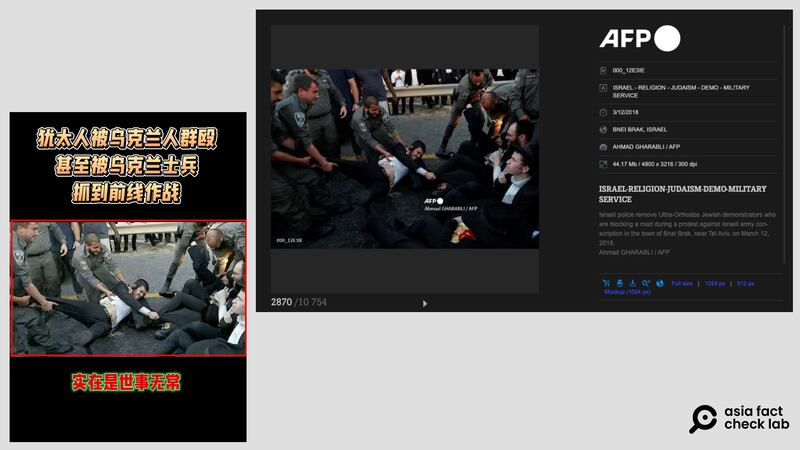 犹太人被乌克兰人群殴
甚至被乌克兰士兵
抓到前线作战
实在是世事无常
AFP
Ahmad GHARABLI / AFP
000_12E3IE
2870 /10 754
AFP
000_12E3IE
ISRAEL - RELIGION - JUDAISM - DEMO - MILITARY
SERVICE
3/12/2018
BNEI BRAK, ISRAEL
AHMAD GHARABLI / AFP
44.17 Mb / 4800 x 3216 / 300 dpi
ISRAEL-RELIGION-JUDAISM-DEMO-MILITARY
SERVICE
Israeli police remove Ultra-Orthodox Jewish demonstrators who
are blocking a road during a protest against Israeli army con-
scription in the town of Bnei Brak, near Tel Aviv, on March 12,
2018.
Ahmad GHARABLI / AFP
Full size | 1024 px | 512 px
Mockup (1024 px)
asia fact
check lab